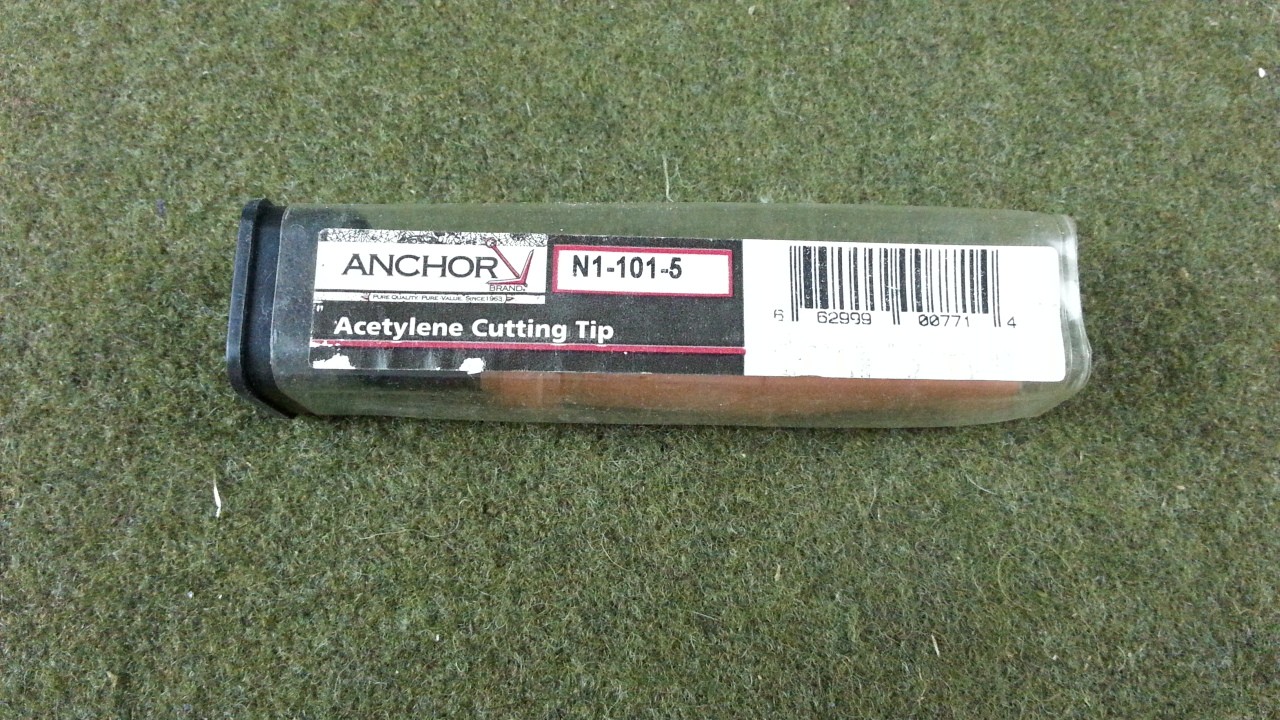 ANCHOR
BRAND
PURE QUALITY. PURE VALUE. SINCE 1963
N1-101-5
Acetylene Cutting Tip
6 62999 00771 4